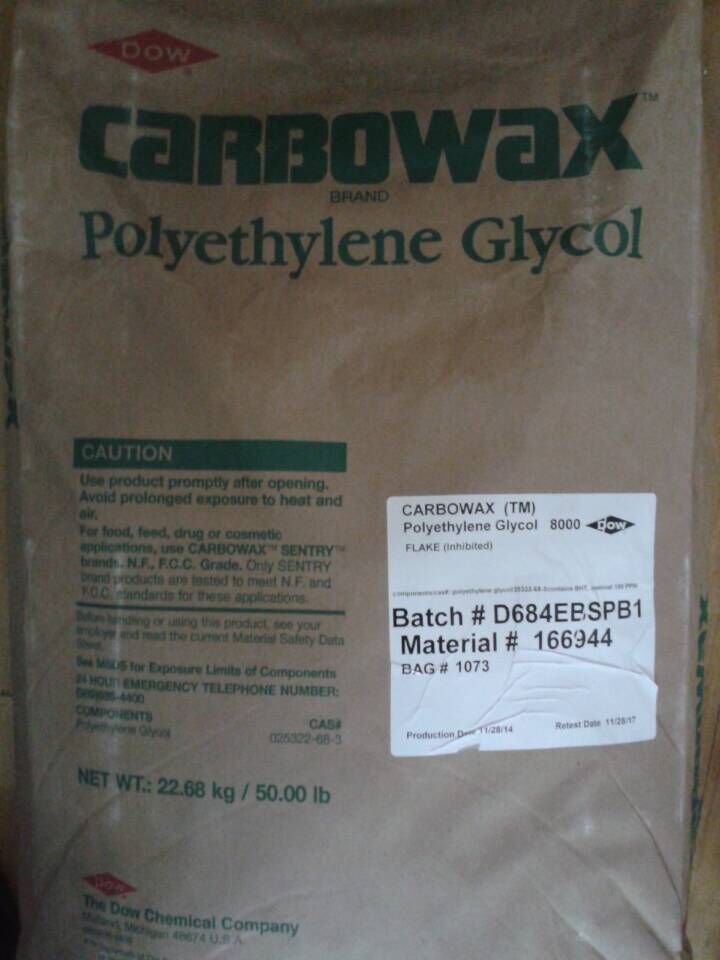 DOW
CARBOWAX™
BRAND
Polyethylene Glycol
CAUTION
Use product promptly after opening.
Avoid prolonged exposure to heat and
air.
For food, feed, drug or cosmetic
applications, use CARBOWAX™ SENTRY™
brands. N.F., F.C.C. Grade. Only SENTRY
brand products are tested to meet N.F. and
F.C.C. standards for these applications.
Before handling or using this product, see your
employer and read the current Material Safety Data
Sheet.
See MSDS for Exposure Limits of Components
24 HOUR EMERGENCY TELEPHONE NUMBER:
COMPONENTS CAS#
Polyethylene Glycol 025322-68-3
NET WT.: 22.68 kg / 50.00 lb
CARBOWAX (TM)
Polyethylene Glycol 8000 Dow
FLAKE (Inhibited)
Batch # D684EBSPB1
Material # 166944
BAG # 1073
Production 11/28/14 Retest Date 11/28/17
DOW
The Dow Chemical Company
Midland, Michigan 48674 U.S.A.